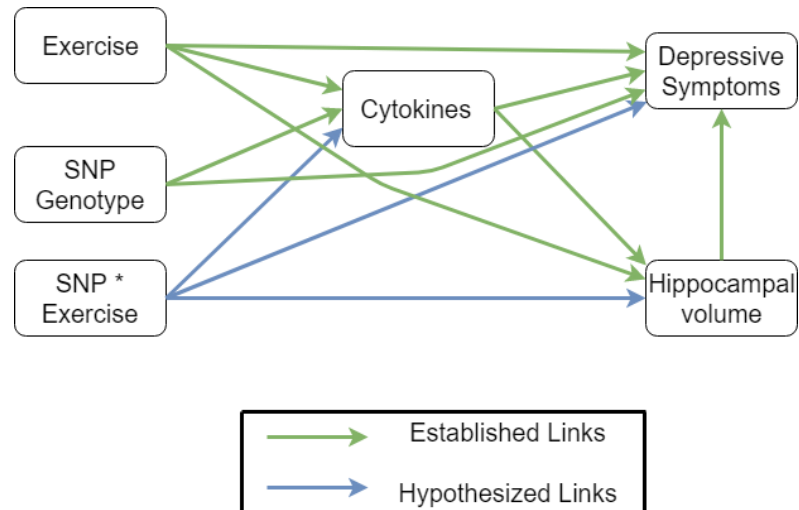 Exercise
Depressive
Symptoms
Cytokines
SNP
Genotype
SNP *
Exercise
Hippocampal
volume
Established Links
Hypothesized Links